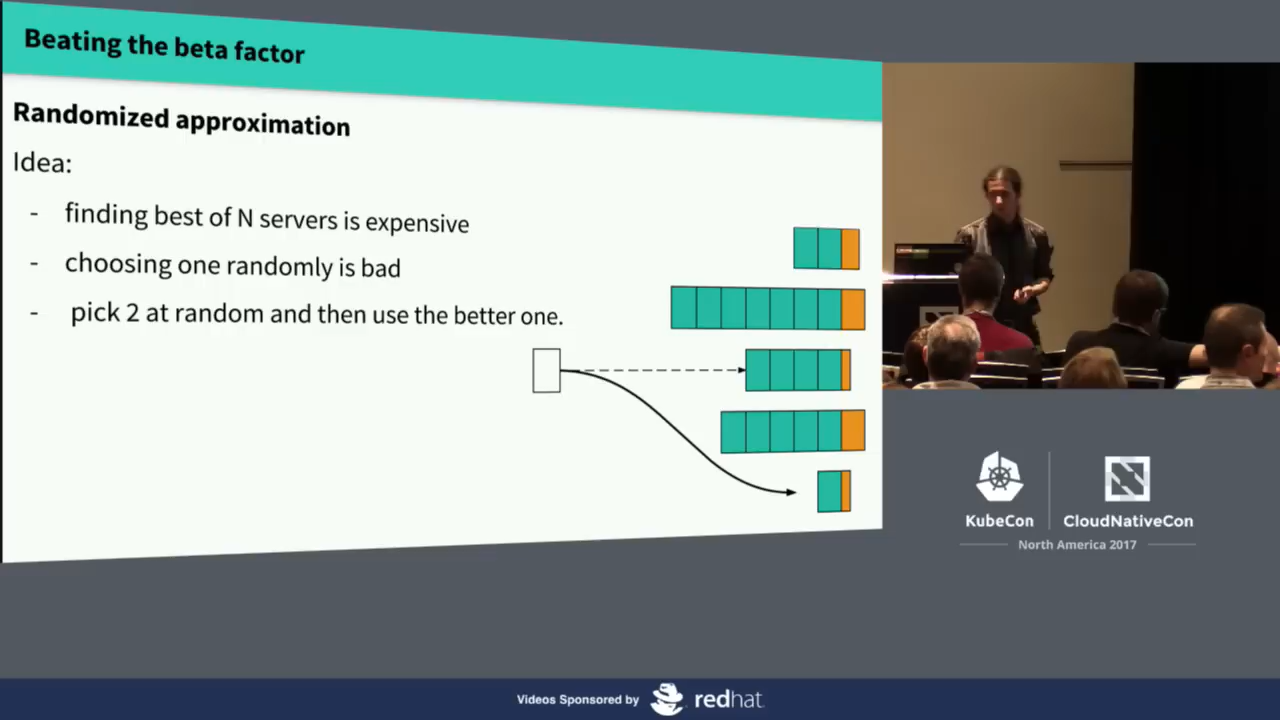 Beating the beta factor
Randomized approximation
Idea:
- finding best of N servers is expensive
- choosing one randomly is bad
- pick 2 at random and then use the better one.
KubeCon
CloudNativeCon
North America 2017
Videos Sponsored by
redhat